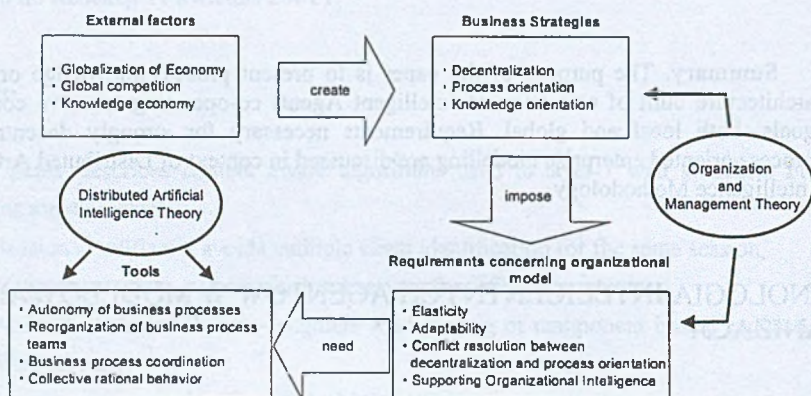 External factors
Business Strategies
· Globalization of Economy
· Global competition
· Knowledge economy
create
· Decentralization
· Process orientation
· Knowledge orientation
Distributed Artificial
Intelligence Theory
impose
Organization
and
Management Theory
Tools
Requirements concerning organizational
model
· Autonomy of business processes
· Reorganization of business process
teams
· Business process coordination
· Collective rational behavior
need
· Elasticity
· Adaptability
· Conflict resolution between
decentralization and process orientation
· Supporting Organizational Intelligence